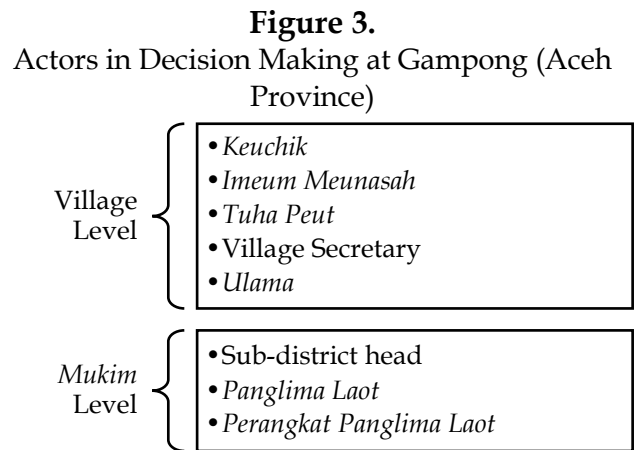 Figure 3.
Actors in Decision Making at Gampong (Aceh
Province)
Village
Level
•Keuchik
•Imeum Meunasah
•Tuha Peut
•Village Secretary
•Ulama
Mukim
Level
•Sub-district head
•Panglima Laot
•Perangkat Panglima Laot